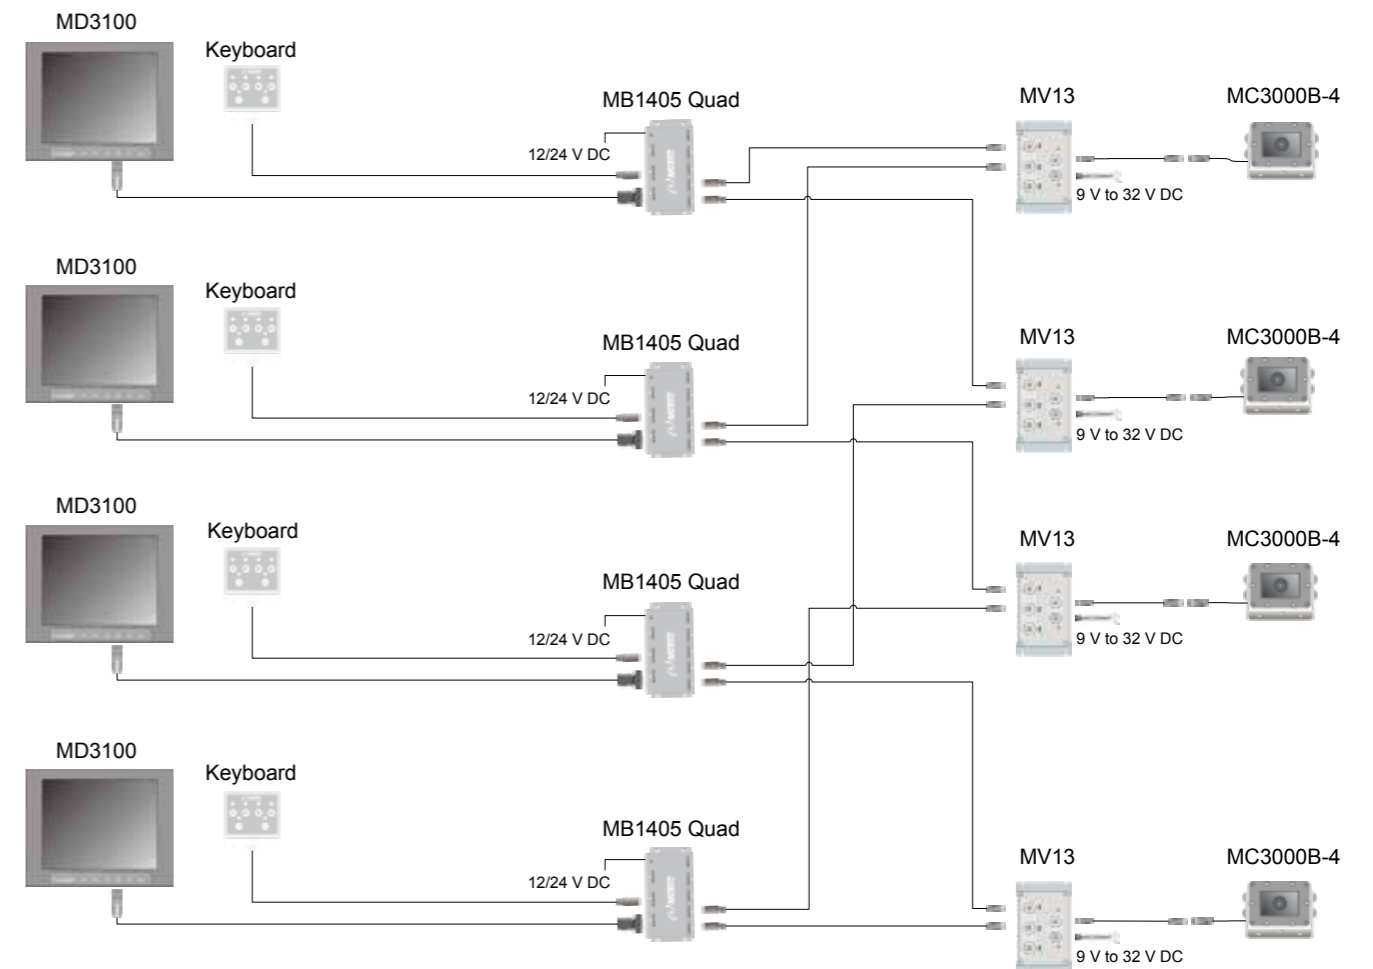 MD3100
Keyboard
MB1405 Quad
MV13
MC3000B-4
12/24 V DC
9 V to 32 V DC
MD3100
Keyboard
MB1405 Quad
MV13
MC3000B-4
12/24 V DC
9 V to 32 V DC
MD3100
Keyboard
MB1405 Quad
MV13
MC3000B-4
12/24 V DC
9 V to 32 V DC
MD3100
Keyboard
MB1405 Quad
MV13
MC3000B-4
12/24 V DC
9 V to 32 V DC